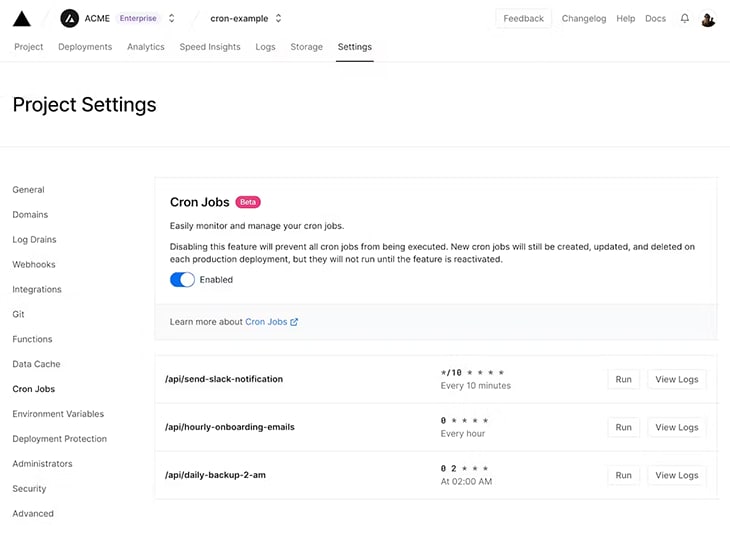 ACME Enterprise cron-example Feedback Changelog Help Docs
Project Deployments Analytics Speed Insights Logs Storage Settings
Project Settings
General
Domains
Log Drains
Webhooks
Integrations
Git
Functions
Data Cache
Cron Jobs
Environment Variables
Deployment Protection
Administrators
Security
Advanced
Cron Jobs Beta
Easily monitor and manage your cron jobs.
Disabling this feature will prevent all cron jobs from being executed. New cron jobs will still be created, updated, and deleted on
each production deployment, but they will not run until the feature is reactivated.
Enabled
Learn more about Cron Jobs
/api/send-slack-notification */10 * * * * Run View Logs
Every 10 minutes
/api/hourly-onboarding-emails 0 * * * * Run View Logs
Every hour
/api/daily-backup-2-am 0 2 * * * Run View Logs
At 02:00 AM